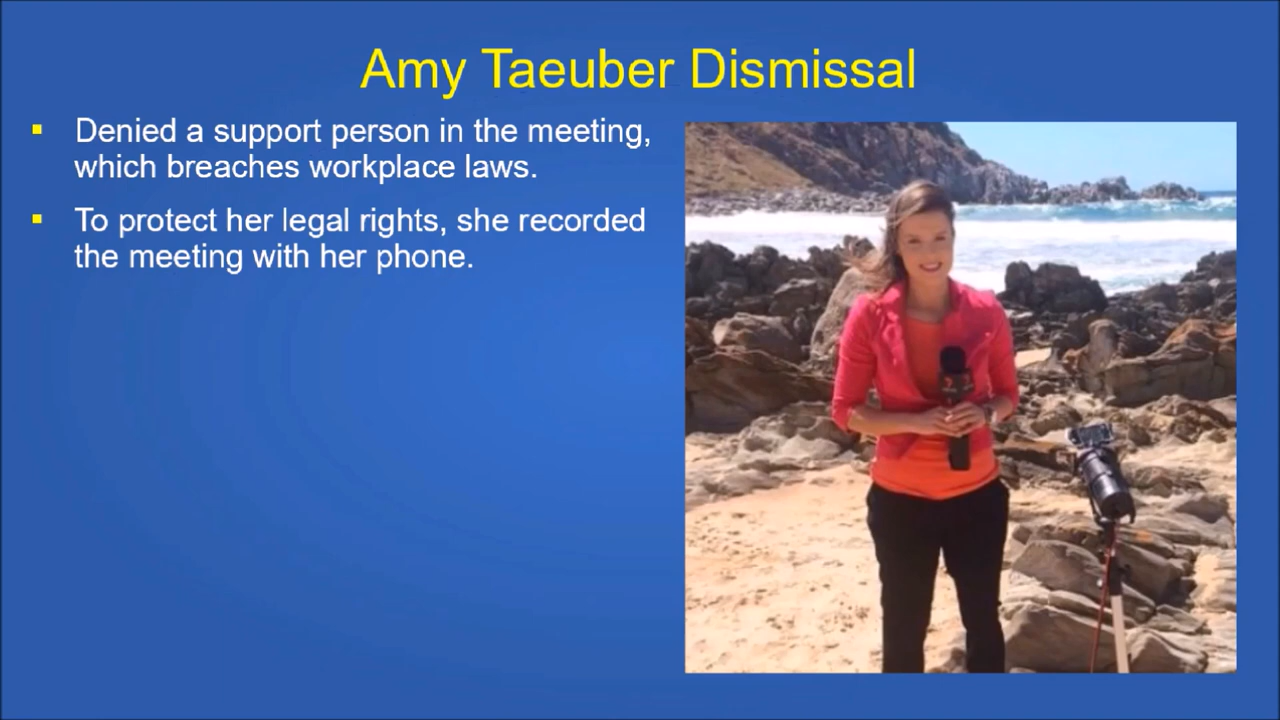 Amy Taeuber Dismissal
▪ Denied a support person in the meeting,
which breaches workplace laws.
▪ To protect her legal rights, she recorded
the meeting with her phone.